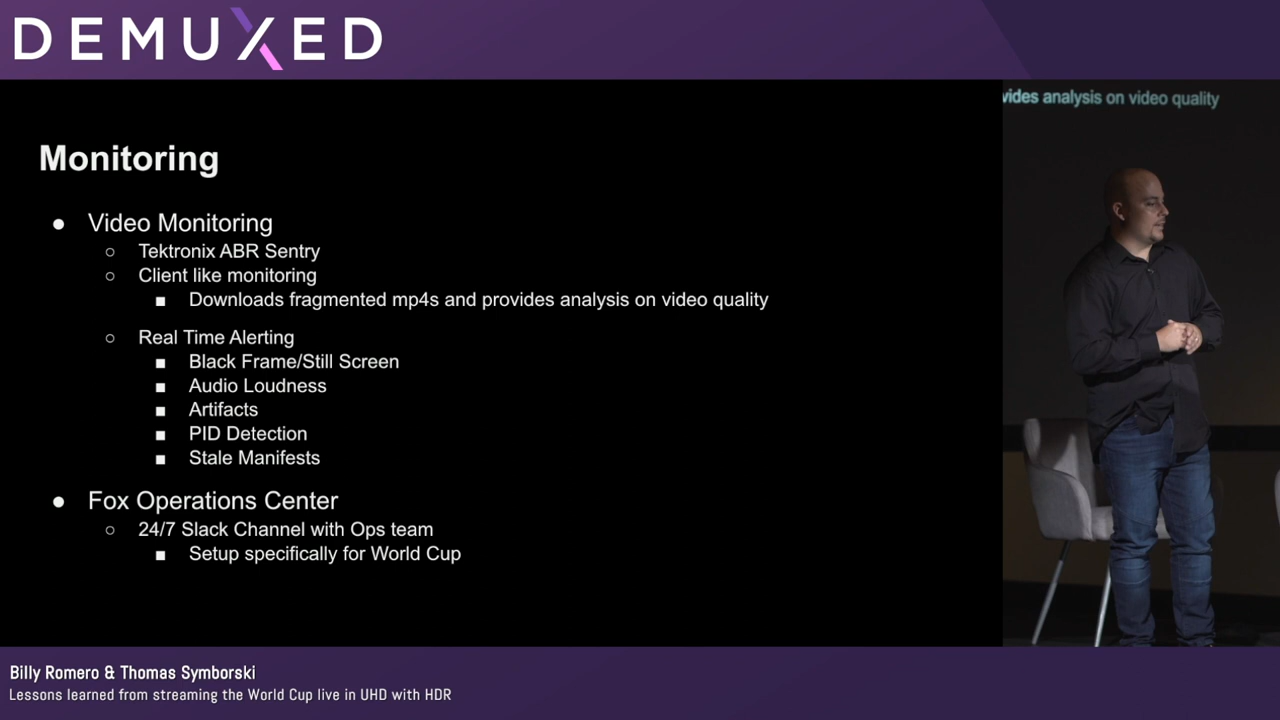 DEMUXED
vides analysis on video quality
Monitoring
● Video Monitoring
○ Tektronix ABR Sentry
○ Client like monitoring
■ Downloads fragmented mp4s and provides analysis on video quality
○ Real Time Alerting
■ Black Frame/Still Screen
■ Audio Loudness
■ Artifacts
■ PID Detection
■ Stale Manifests
● Fox Operations Center
○ 24/7 Slack Channel with Ops team
■ Setup specifically for World Cup
Billy Romero & Thomas Symborski
Lessons learned from streaming the World Cup live in UHD with HDR